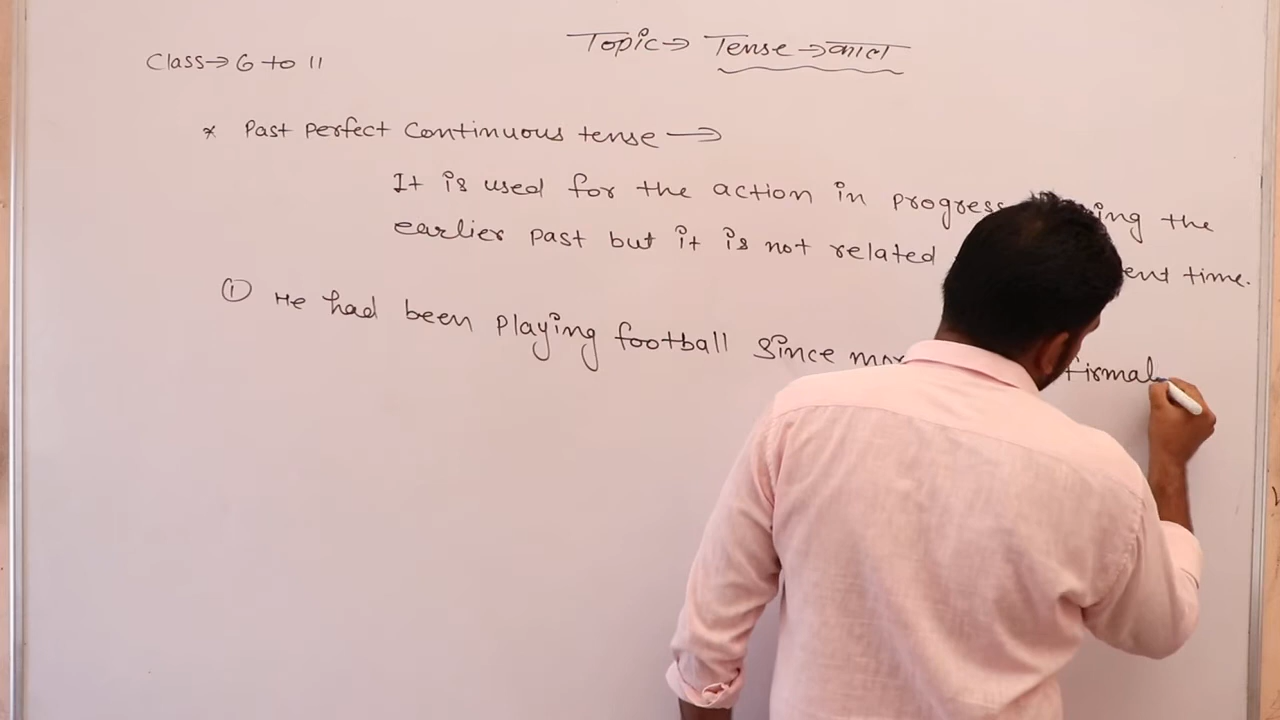 Topic→ Tense→काल
Class→ 6 to 11
* Past perfect continuous tense →
It is used for the action in progress the
earlier past but it is not related time.
① He had been playing football since